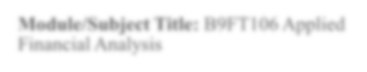 Module/Subject Title: B9FT106 Applied
Financial Analysis